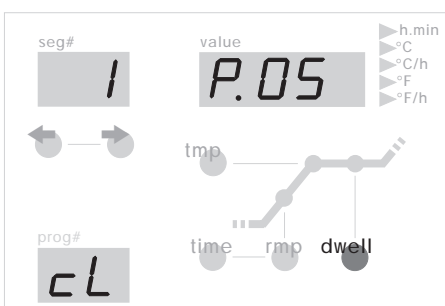 seg#
value
h.min
°C
°C/h
°F
°F/h
1
P.05
tmp
prog#
time
rmp
dwell
cL